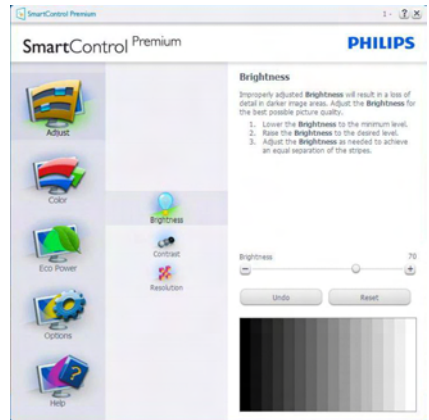 SmartControl Premium
SmartControl Premium
PHILIPS
Adjust
Color
Eco Power
Options
Help
Brightness
Contrast
Resolution
Brightness
Improperly adjusted Brightness will result in a loss of
detail in darker image areas. Adjust the Brightness for
the best possible picture quality.
1. Lower the Brightness to the minimum level.
2. Raise the Brightness to the desired level.
3. Adjust the Brightness as needed to achieve
an equal separation of the stripes.
Brightness
70
Undo
Reset